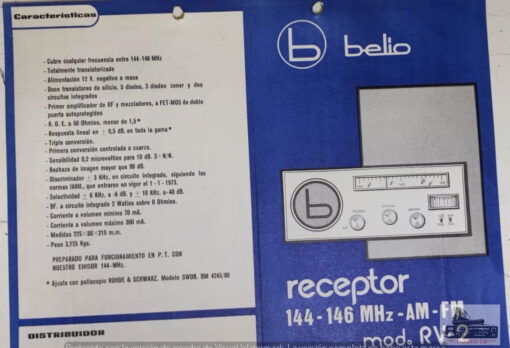 Características
- Cubre cualquier frecuencia entre 144-146 MHz
- Totalmente transistorizado
- Alimentación 12 V. negativo a masa
- Doce transistores de silicio, 5 diodos, 3 diodos zener y dos
circuitos integrados
- Primer amplificador de RF y mezcladores, a FET-MOS de doble
puerta autoprotegidos
- R. O. E. a 50 Ohmios, menor de 1,5*
- Respuesta lineal en ± 0,5 dB. en toda la gama*
- Triple conversión.
- Primera conversión controlada a cuarzo.
- Sensibilidad 0,2 microvoltios para 10 dB. S-N/N.
- Rechazo de imagen mayor que 90 dB.
- Discriminador ± 3 KHz, en circuito integrado, siguiendo las
normas IARU, que entraron en vigor el 1-1-1973.
- Selectividad ± 6 KHz. a -6 dB. y ± 10 KHz. a -40 dB.
- BF. a circuito integrado 2 Watios sobre 8 Ohmios.
- Corriente a volumen mínimo 70 mA.
- Corriente a volumen máximo 300 mA.
- Medidas 225×80×215 m.m.
- Peso 3,125 Kgs.
PREPARADO PARA FUNCIONAMIENTO EN P. T. CON
NUESTRO EMISOR 144-MHz.
* Ajuste con poliscopio ROHDE & SCHWARZ. Modelo SWOB. BM 4245/60
DISTRIBUIDOR
b belio
b
receptor
144-146 MHz-AM-FM
mod. RV